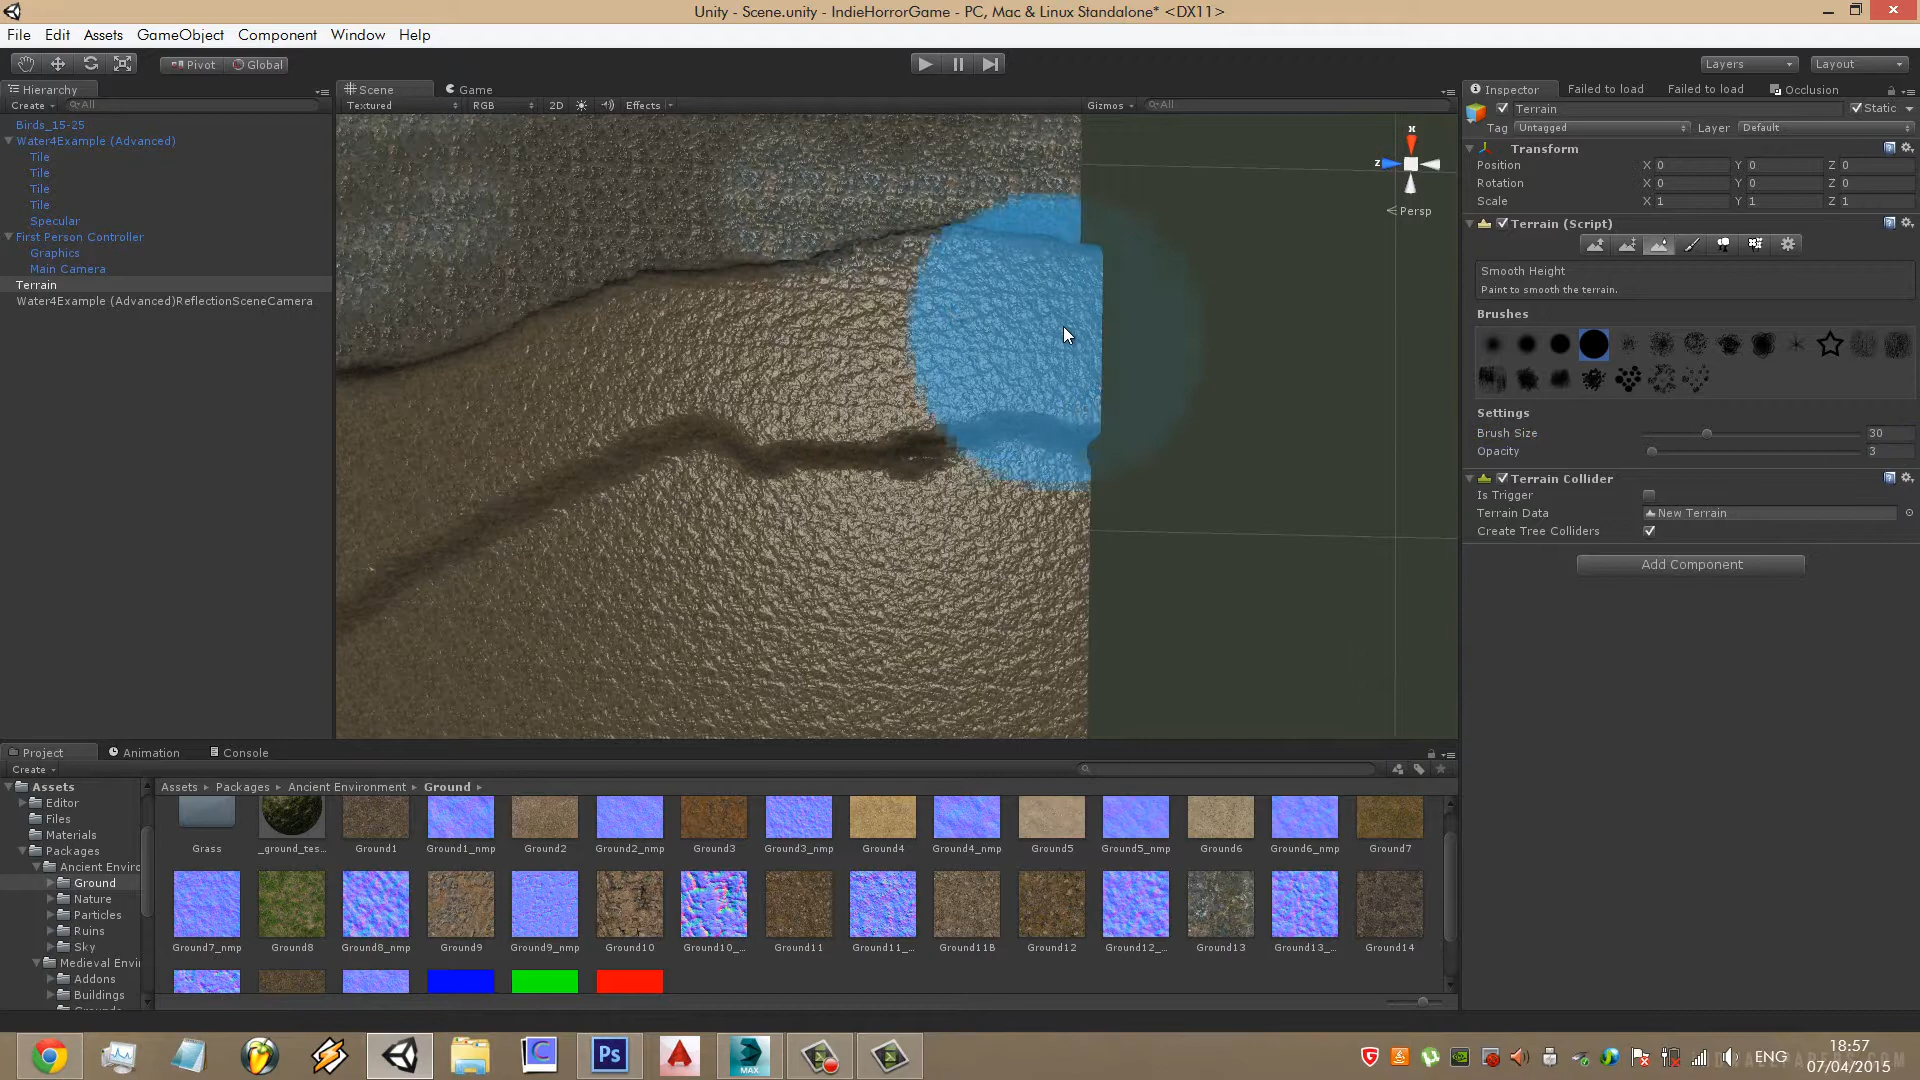 Unity - Scene.unity - IndieHorrorGame - PC, Mac & Linux Standalone* <DX11>
File Edit Assets GameObject Component Window Help
Pivot Global Layers Layout
Hierarchy
Create All
Birds_15-25
Water4Example (Advanced)
Tile
Tile
Tile
Tile
Specular
First Person Controller
Graphics
Main Camera
Terrain
Water4Example (Advanced)ReflectionSceneCamera
Scene Game
Textured RGB 2D Effects Gizmos All
x
z
Persp
Inspector Failed to load Failed to load Occlusion
Terrain Static
Tag Untagged Layer Default
Transform
Position X 0 Y 0 Z 0
Rotation X 0 Y 0 Z 0
Scale X 1 Y 1 Z 1
Terrain (Script)
Smooth Height
Paint to smooth the terrain.
Brushes
Settings
Brush Size 30
Opacity 3
Terrain Collider
Is Trigger
Terrain Data New Terrain
Create Tree Colliders
Add Component
Project Animation Console
Create
Assets
Editor
Files
Materials
Packages
Ancient Enviro
Ground
Nature
Particles
Ruins
Sky
Medieval Envi
Addons
Buildings
Assets Packages Ancient Environment Ground
Grass _ground_tes... Ground1 Ground1_nmp Ground2 Ground2_nmp Ground3 Ground3_nmp Ground4 Ground4_nmp Ground5 Ground5_nmp Ground6 Ground6_nmp Ground7
Ground7_nmp Ground8 Ground8_nmp Ground9 Ground9_nmp Ground10 Ground10_... Ground11 Ground11_... Ground11B Ground12 Ground12_... Ground13 Ground13_... Ground14
Ps
MAX
ENG
18:57
07/04/2015